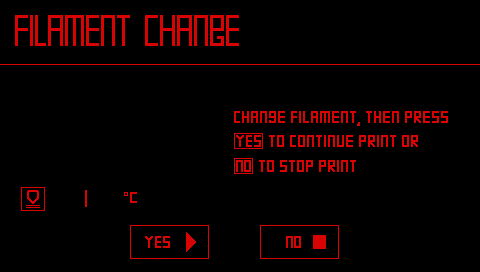 FILAMENT CHANGE
CHANGE FILAMENT, THEN PRESS
YES TO CONTINUE PRINT OR
NO TO STOP PRINT
| °C
YES
NO